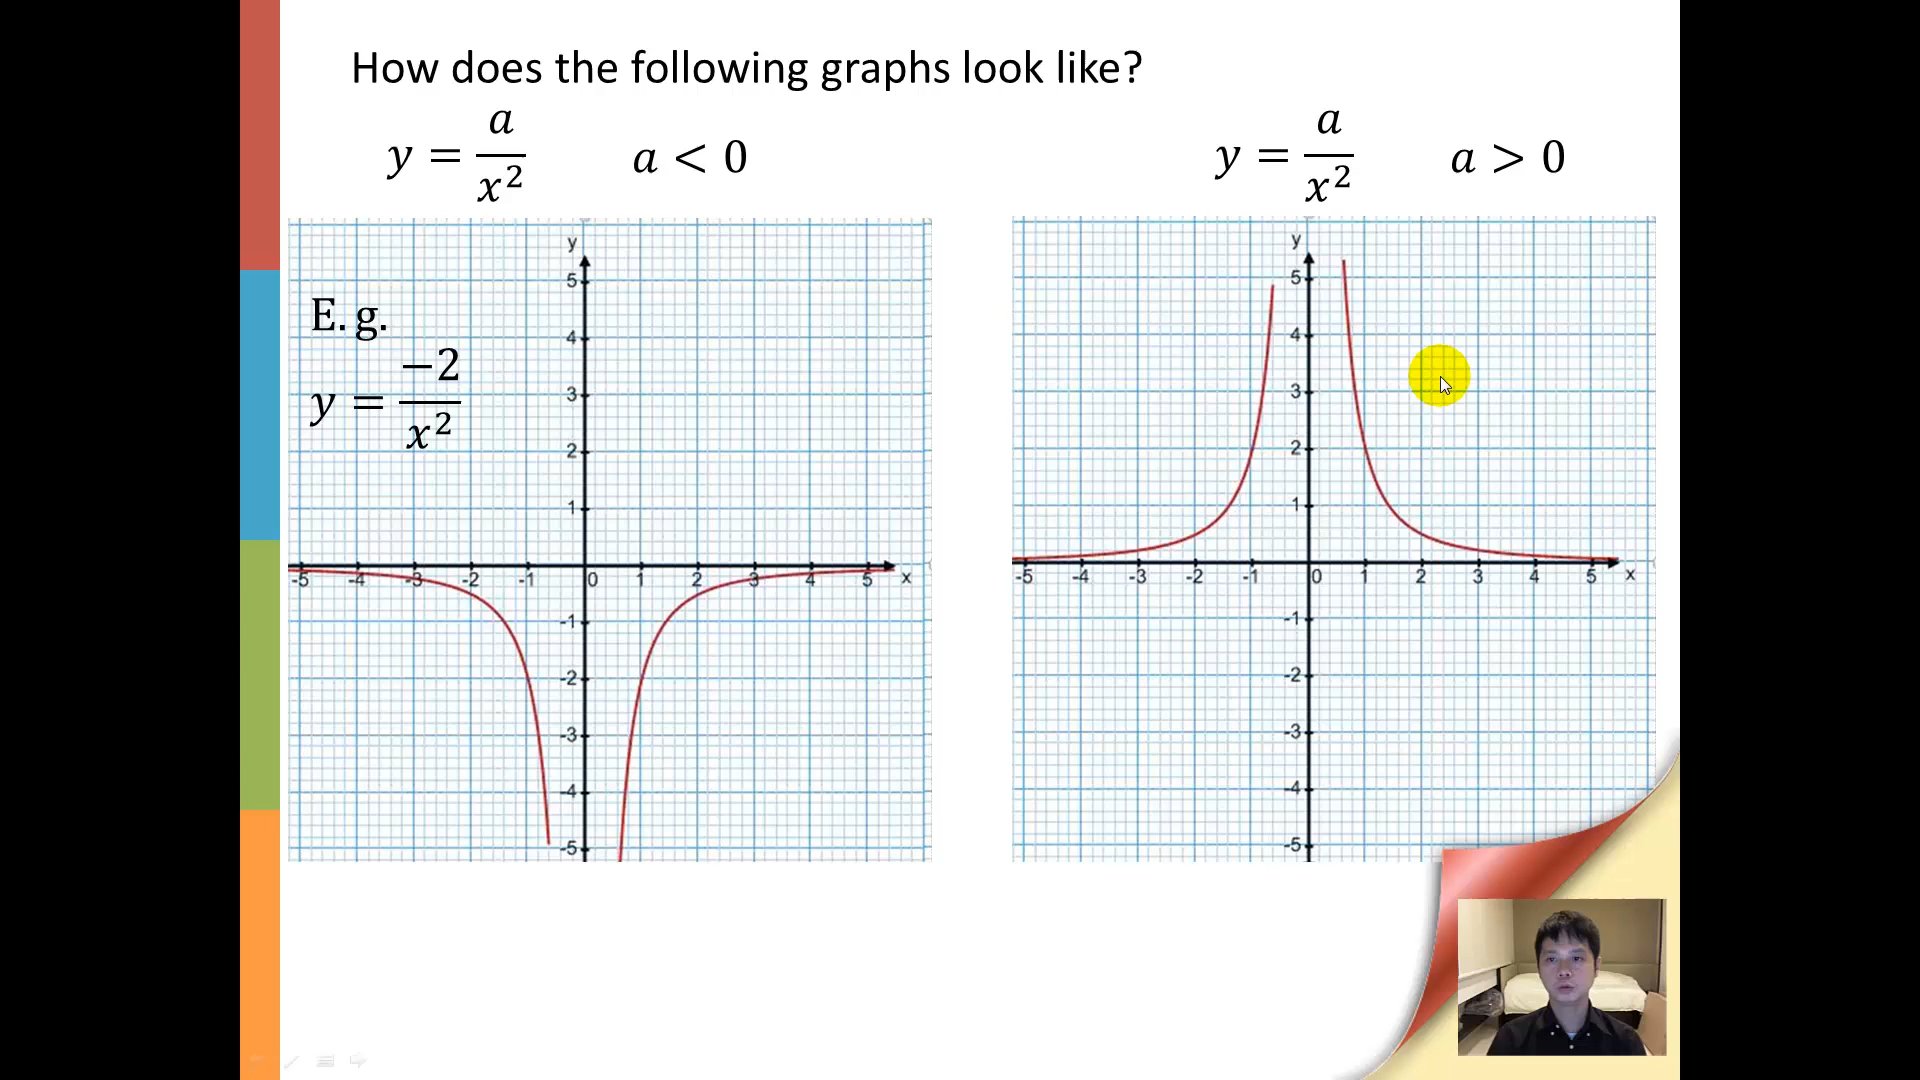 How does the following graphs look like?
y = a/x² a < 0
y = a/x² a > 0
E. g.
y = −2/x²
y
5
4
3
2
1
-5 -4 -3 -2 -1 0 1 2 3 4 5 x
-1
-2
-3
-4
-5
y
5
4
3
2
1
-5 -4 -3 -2 -1 0 1 2 3 4 5 x
-1
-2
-3
-4
-5